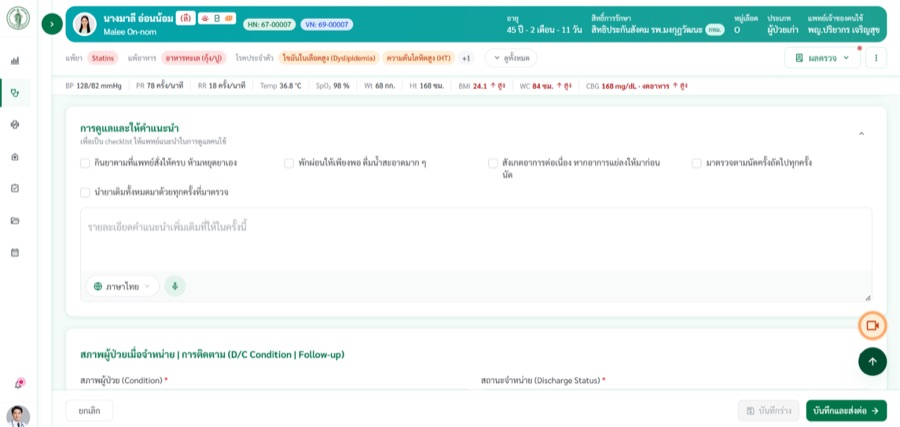 นางมาลี อ่อนน้อม (ลี)
Malee On-nom
HN: 67-00007
VN: 69-00007
อายุ
45 ปี - 2 เดือน - 11 วัน
สิทธิ์การรักษา
สิทธิประกันสังคม รพ.มงกุฎวัฒนะ กทม.
หมู่เลือด
O
ประเภท
ผู้ป่วยเก่า
แพทย์เจ้าของไข้
พญ.ปริยากร เจริญสุข
แพ้ยา Statins แพ้อาหาร อาหารทะเล (กุ้ง/ปู) โรคประจำตัว ไขมันในเลือดสูง (Dyslipidemia) ความดันโลหิตสูง (HT) +1 ดูทั้งหมด
ผลตรวจ
BP 128/82 mmHg PR 78 ครั้ง/นาที RR 18 ครั้ง/นาที Temp 36.8 °C SpO₂ 98 % Wt 68 กก. Ht 168 ซม. BMI 24.1 ↑ สูง WC 84 ซม. ↑ สูง CBG 168 mg/dL · งดอาหาร ↑ สูง
การดูแลและให้คำแนะนำ
เพื่อเป็น checklist ให้แพทย์แนะนำในการดูแลคนไข้
กินยาตามที่แพทย์สั่งให้ครบ ห้ามหยุดยาเอง
พักผ่อนให้เพียงพอ ดื่มน้ำสะอาดมาก ๆ
สังเกตอาการต่อเนื่อง หากอาการแย่ลงให้มาก่อน
นัด
มาตรวจตามนัดครั้งถัดไปทุกครั้ง
นำยาเดิมทั้งหมดมาด้วยทุกครั้งที่มาตรวจ
รายละเอียดคำแนะนำเพิ่มเติมที่ให้ในครั้งนี้
ภาษาไทย
สภาพผู้ป่วยเมื่อจำหน่าย | การติดตาม (D/C Condition | Follow-up)
สภาพผู้ป่วย (Condition) *
สถานะจำหน่าย (Discharge Status) *
ยกเลิก
บันทึกร่าง
บันทึกและส่งต่อ →